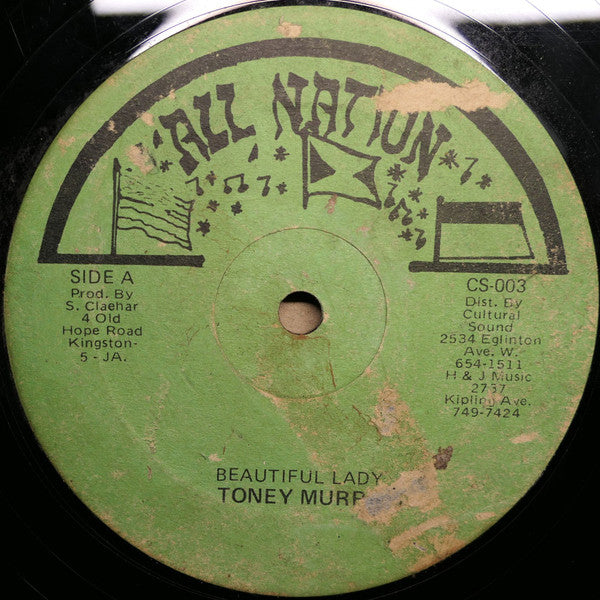 ALL NATION
SIDE A
Prod. By
S. Claehar
4 Old
Hope Road
Kingston-
5 - JA.
CS-003
Dist. By
Cultural
Sound
2534 Eglinton
Ave. W.
654-1511
H & J Music
2737
Kipling Ave.
749-7424
BEAUTIFUL LADY
TONEY